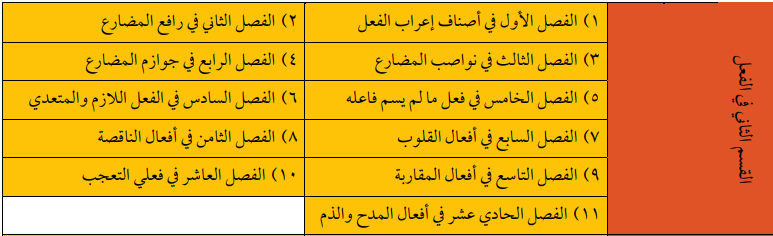 القسم الثاني في الفعل
١) الفصل الأول في أصناف إعراب الفعل
٢) الفصل الثاني في رافع المضارع
٣) الفصل الثالث في نواصب المضارع
٤) الفصل الرابع في جوازم المضارع
٥) الفصل الخامس في فعل ما لم يسم فاعله
٦) الفصل السادس في الفعل اللازم والمتعدي
٧) الفصل السابع في أفعال القلوب
٨) الفصل الثامن في أفعال الناقصة
٩) الفصل التاسع في أفعال المقاربة
١٠) الفصل العاشر في فعلي التعجب
١١) الفصل الحادي عشر في أفعال المدح والذم